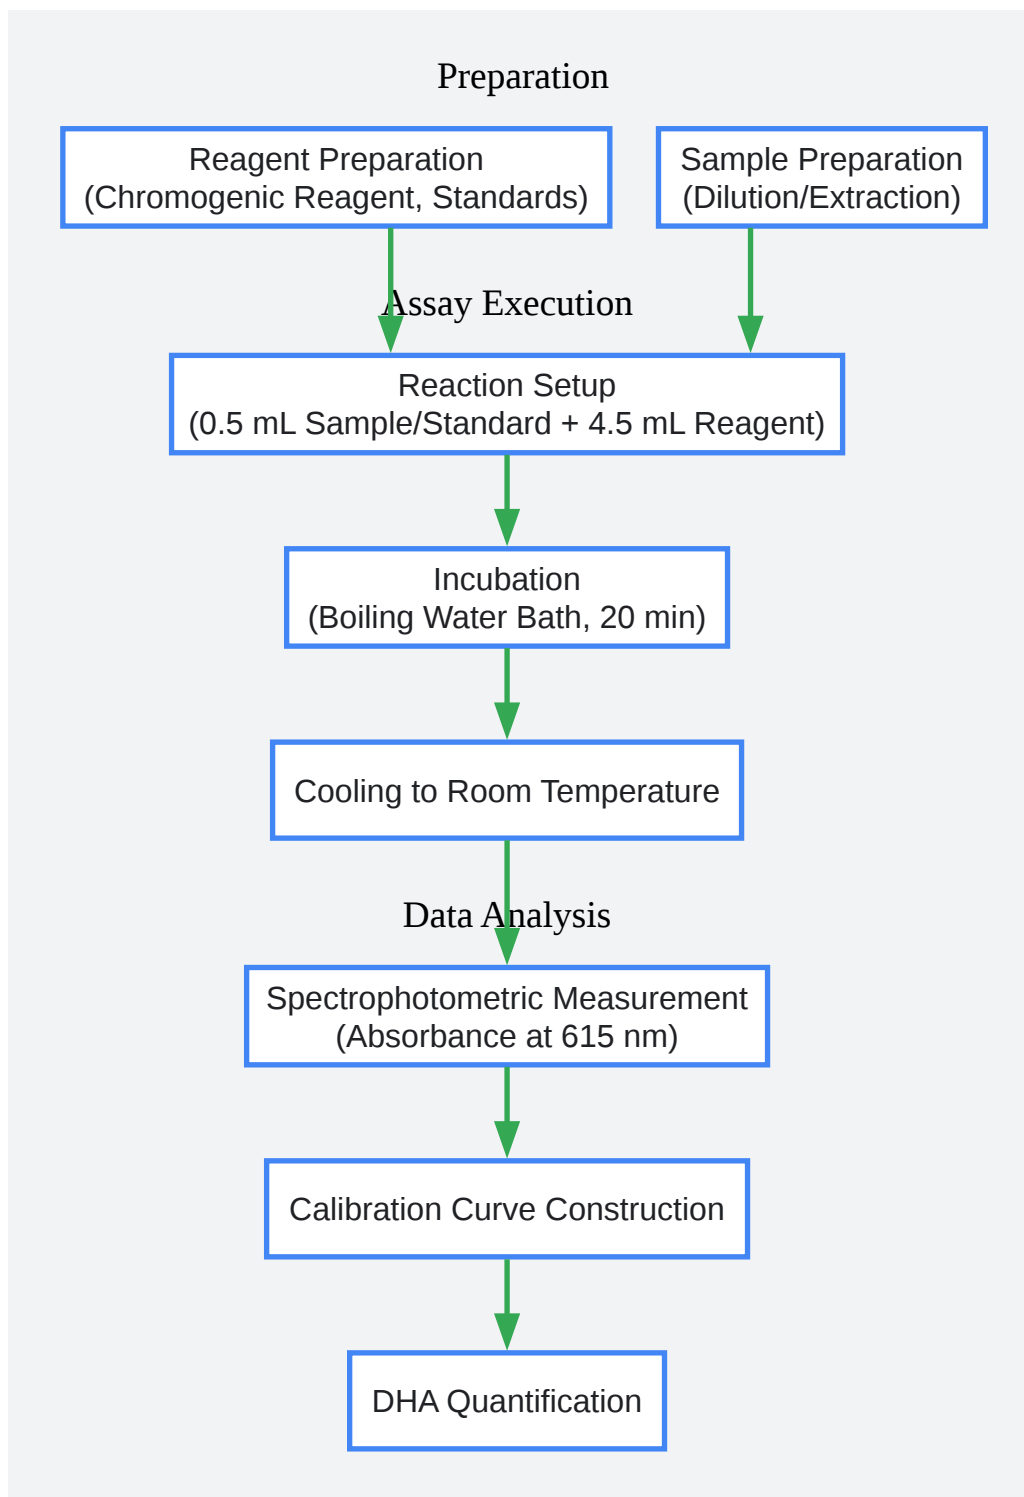 Preparation
Reagent Preparation
(Chromogenic Reagent, Standards)
Sample Preparation
(Dilution/Extraction)
Assay Execution
Reaction Setup
(0.5 mL Sample/Standard + 4.5 mL Reagent)
Incubation
(Boiling Water Bath, 20 min)
Cooling to Room Temperature
Data Analysis
Spectrophotometric Measurement
(Absorbance at 615 nm)
Calibration Curve Construction
DHA Quantification